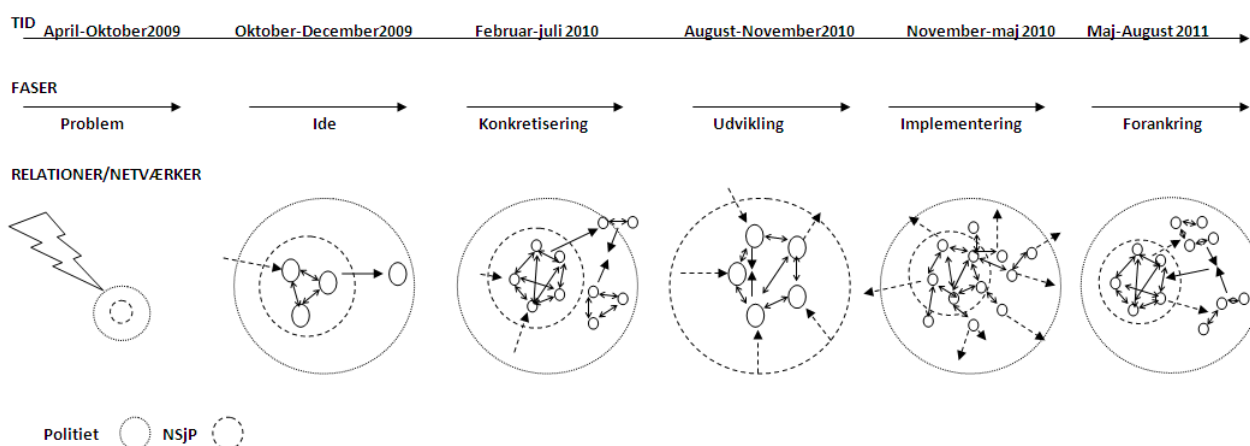 TID
April-Oktober2009 Oktober-December2009 Februar-juli 2010 August-November2010 November-maj 2010 Maj-August 2011
FASER
Problem Ide Konkretisering Udvikling Implementering Forankring
RELATIONER/NETVÆRKER
Politiet NSjP